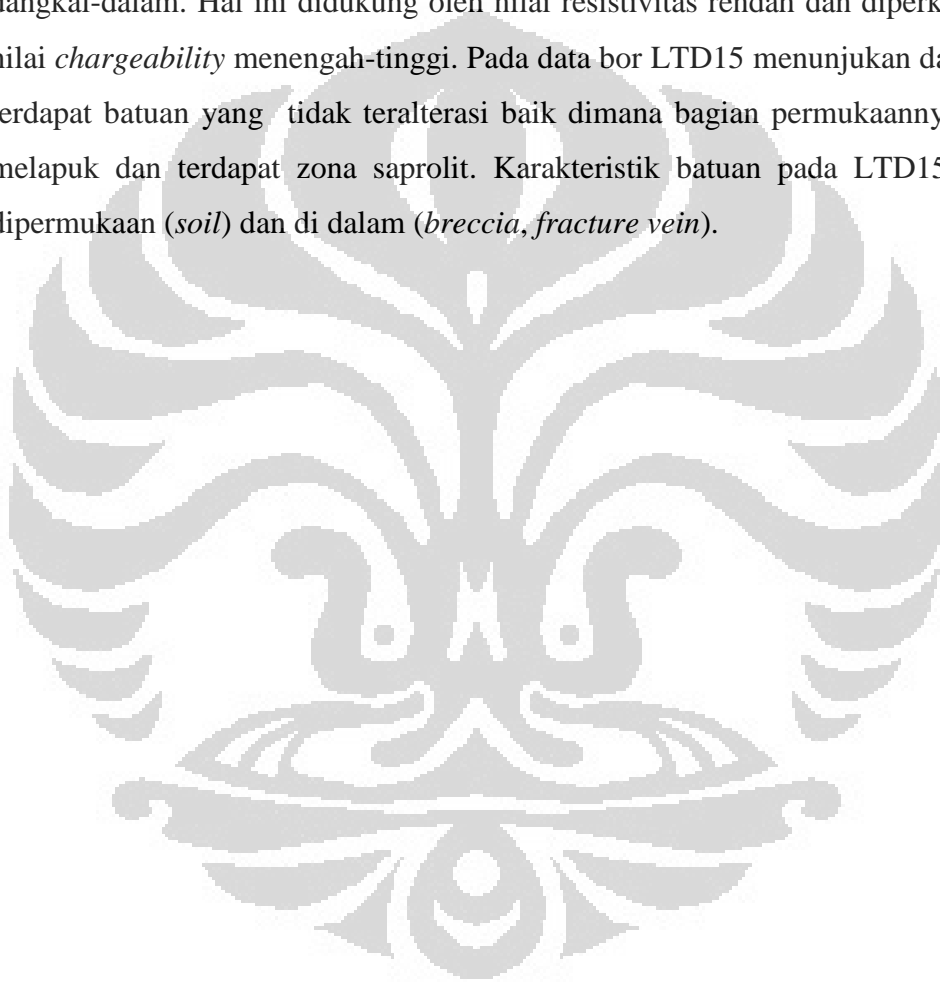 dangkal-dalam. Hal ini didukung oleh nilai resistivitas rendah dan diperk
nilai chargeability menengah-tinggi. Pada data bor LTD15 menunjukan da
terdapat batuan yang tidak teralterasi baik dimana bagian permukaanny
melapuk dan terdapat zona saprolit. Karakteristik batuan pada LTD15
dipermukaan (soil) dan di dalam (breccia, fracture vein).